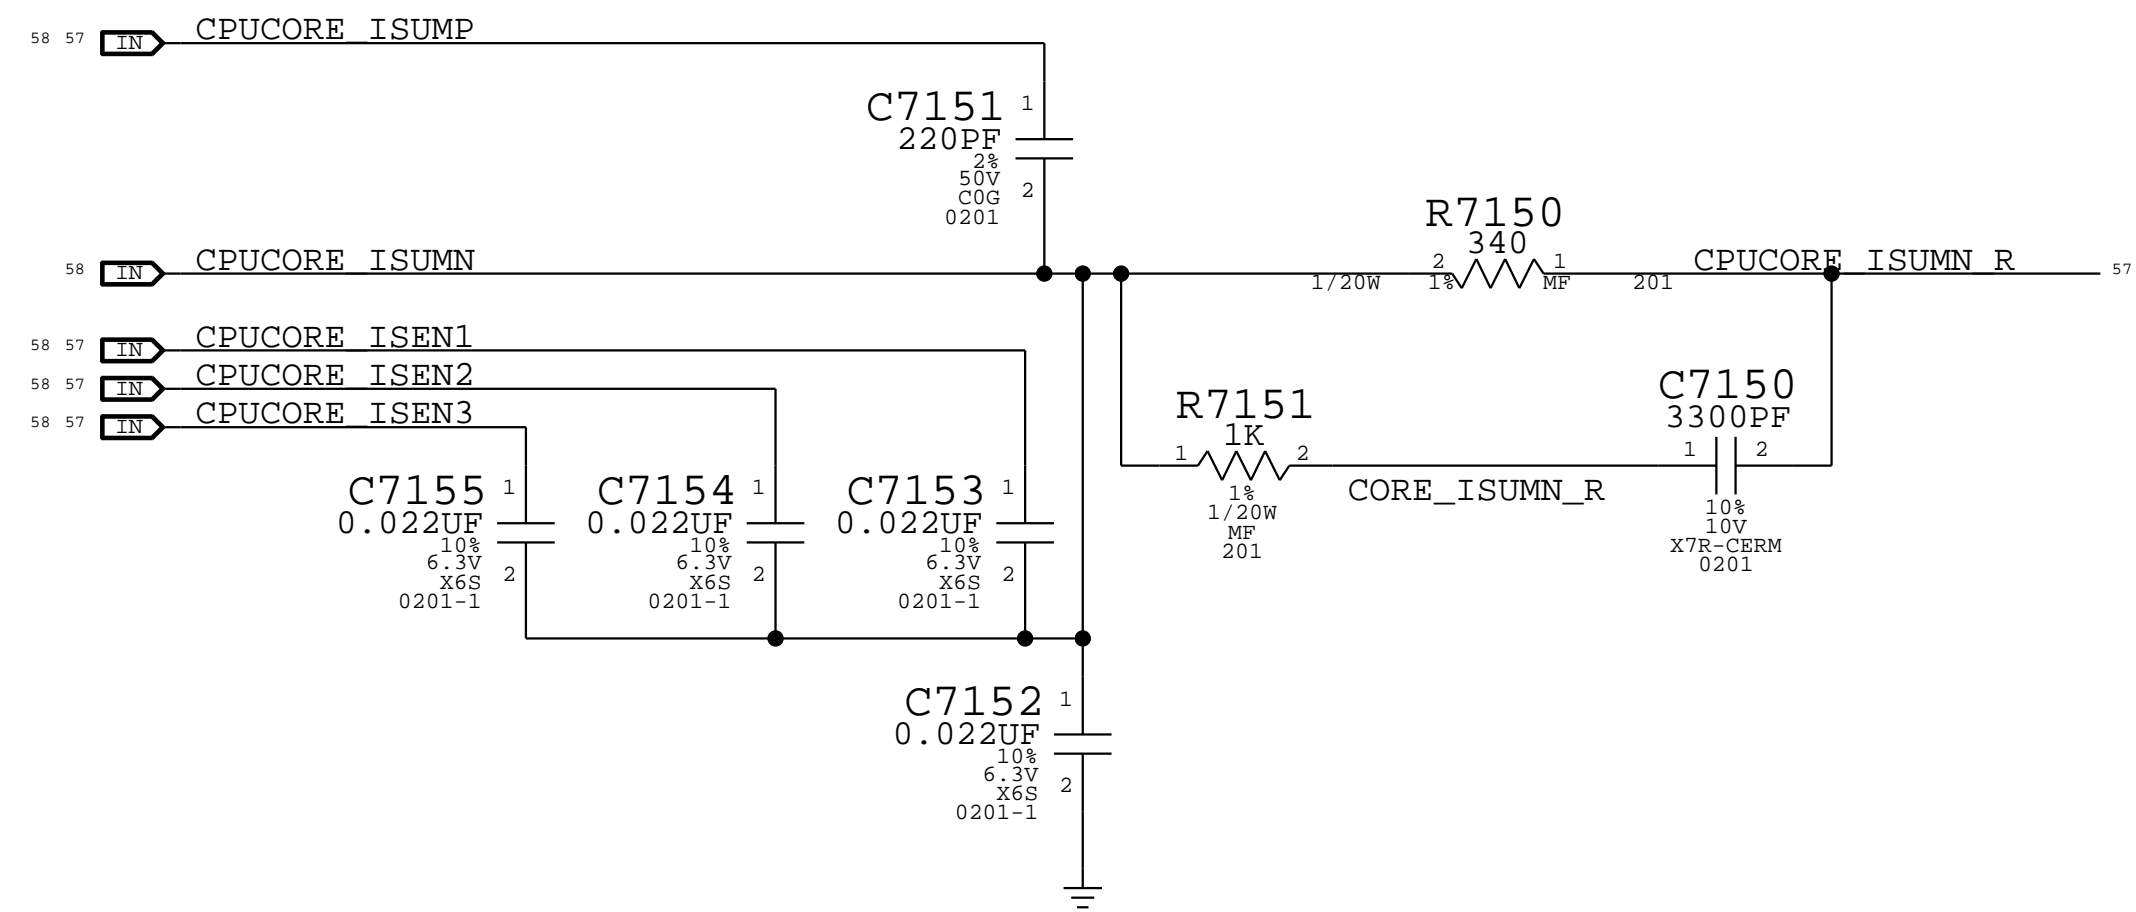 58 57 IN CPUCORE_ISUMP
C7151 1
220PF
2%
50V
C0G
0201
2
R7150
340
58 IN CPUCORE_ISUMN
2 1
CPUCORE_ISUMN_R 57
1/20W 1% MF 201
58 57 IN CPUCORE_ISEN1
58 57 IN CPUCORE_ISEN2
58 57 IN CPUCORE_ISEN3
R7151
1K
1 2
CORE_ISUMN_R
1%
1/20W
MF
201
C7150
3300PF
1 2
10%
10V
X7R-CERM
0201
C7155 1
0.022UF
10%
6.3V
X6S
0201-1
2
C7154 1
0.022UF
10%
6.3V
X6S
0201-1
2
C7153 1
0.022UF
10%
6.3V
X6S
0201-1
2
C7152 1
0.022UF
10%
6.3V
X6S
0201-1
2